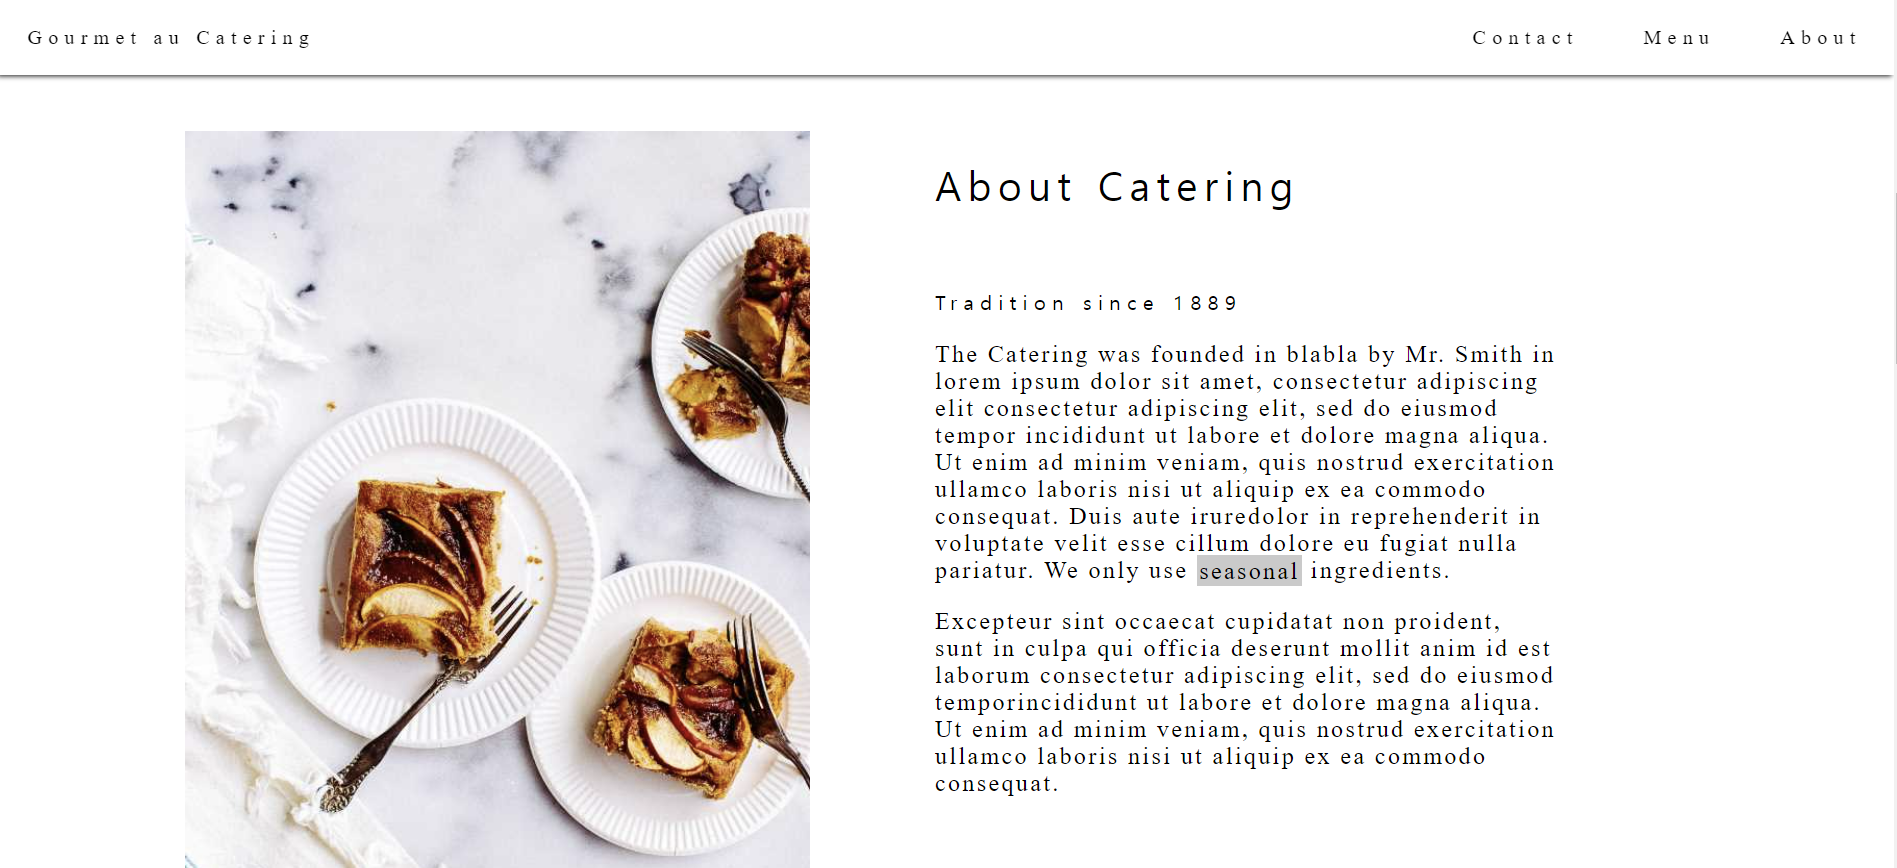 Gourmet au Catering
Contact Menu About
About Catering
Tradition since 1889
The Catering was founded in blabla by Mr. Smith in
lorem ipsum dolor sit amet, consectetur adipiscing
elit consectetur adipiscing elit, sed do eiusmod
tempor incididunt ut labore et dolore magna aliqua.
Ut enim ad minim veniam, quis nostrud exercitation
ullamco laboris nisi ut aliquip ex ea commodo
consequat. Duis aute iruredolor in reprehenderit in
voluptate velit esse cillum dolore eu fugiat nulla
pariatur. We only use seasonal ingredients.
Excepteur sint occaecat cupidatat non proident,
sunt in culpa qui officia deserunt mollit anim id est
laborum consectetur adipiscing elit, sed do eiusmod
temporincididunt ut labore et dolore magna aliqua.
Ut enim ad minim veniam, quis nostrud exercitation
ullamco laboris nisi ut aliquip ex ea commodo
consequat.